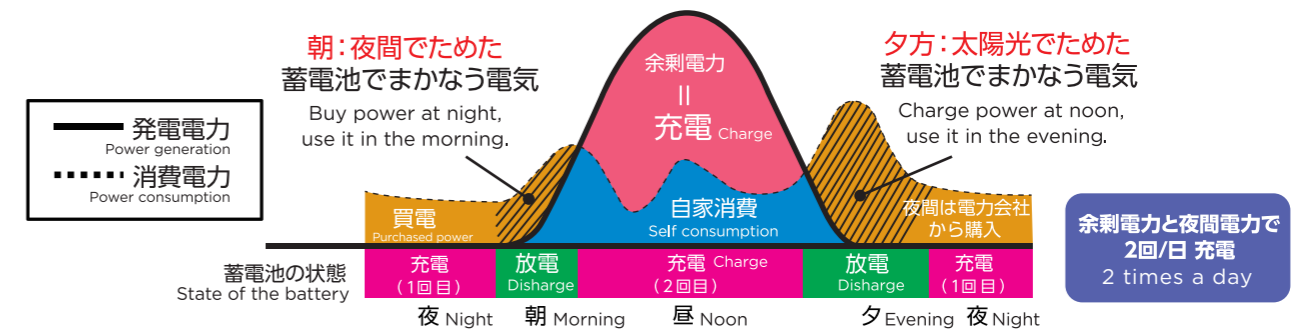 発電電力
Power generation
消費電力
Power consumption
朝：夜間でためた
蓄電池でまかなう電気
Buy power at night,
use it in the morning.
余剰電力
=
充電 Charge
夕方：太陽光でためた
蓄電池でまかなう電気
Charge power at noon,
use it in the evening.
買電
Purchased power
自家消費
Self consumption
夜間は電力会社
から購入
余剰電力と夜間電力で
2回/日 充電
2 times a day
蓄電池の状態
State of the battery
充電
（1回目）
放電
Disharge
充電 Charge
（2回目）
放電
Disharge
充電
（1回目）
夜 Night
朝 Morning
昼 Noon
夕 Evening
夜 Night